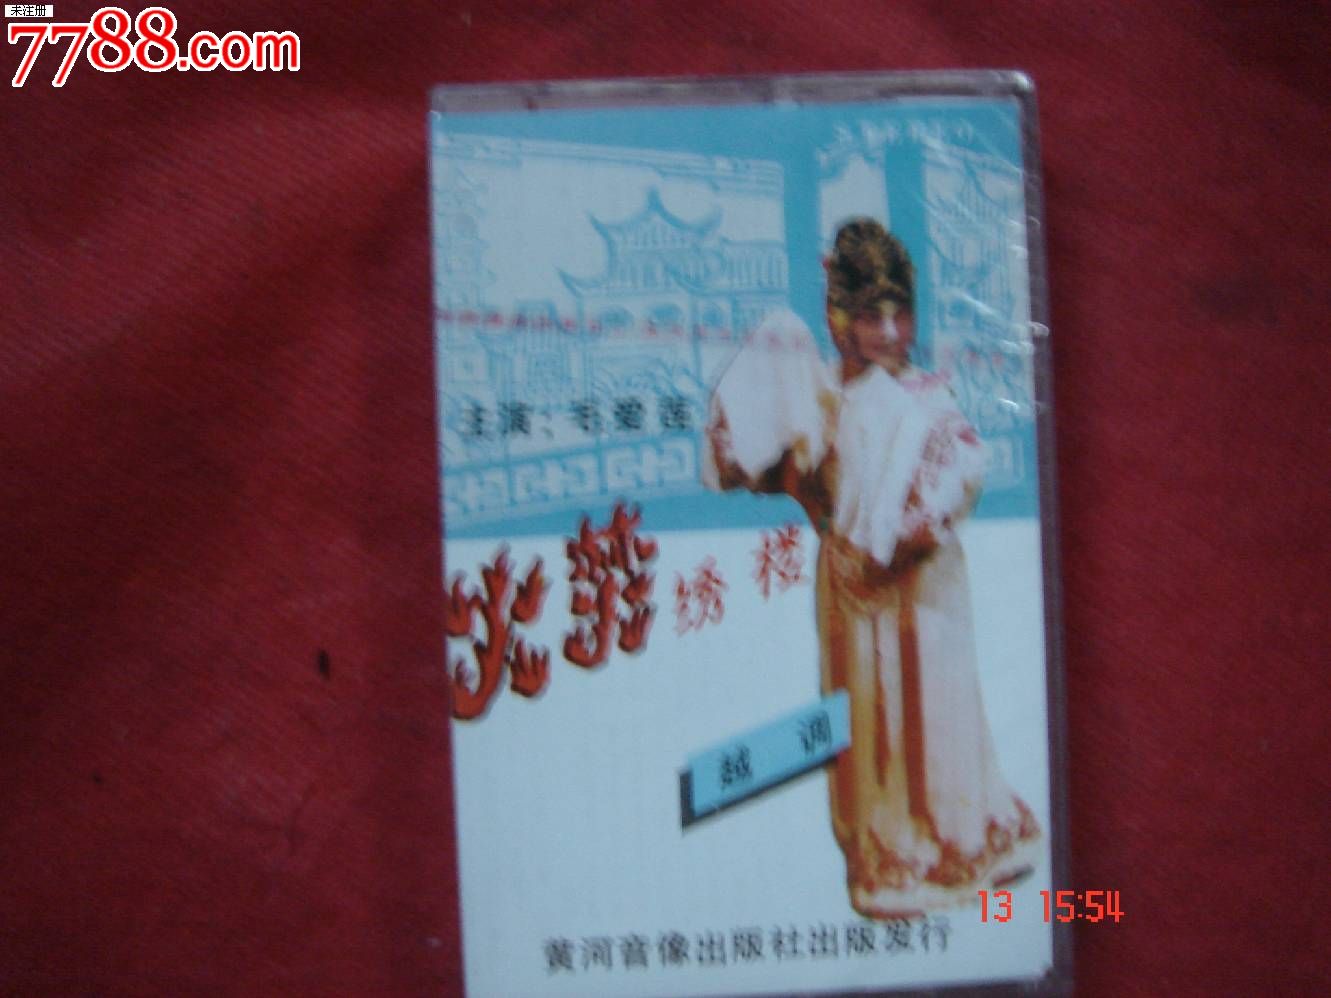 未注册
7788.com
主演：毛爱莲
火焚绣楼
越调
黄河音像出版社出版发行
13 15:54